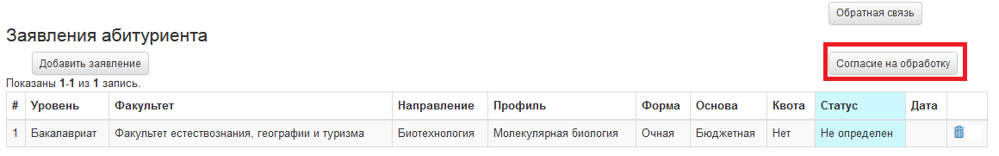 Обратная связь
Заявления абитуриента
Добавить заявление
Согласие на обработку
Показаны 1-1 из 1 запись.
# Уровень Факультет Направление Профиль Форма Основа Квота Статус Дата
1 Бакалавриат Факультет естествознания, географии и туризма Биотехнология Молекулярная биология Очная Бюджетная Нет Не определен